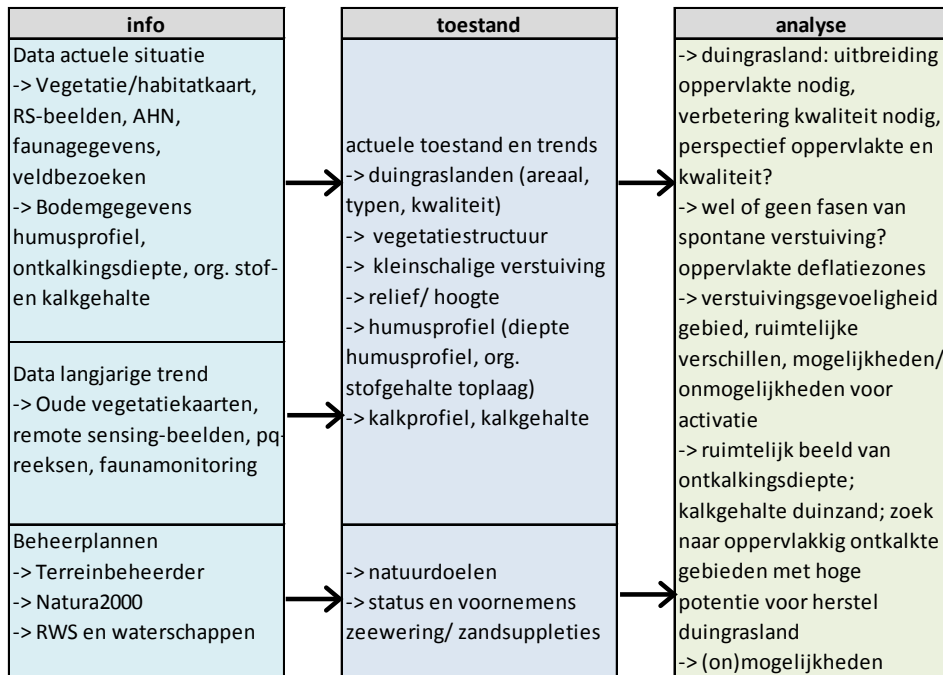 info
Data actuele situatie
-> Vegetatie/habitatkaart,
RS-beelden, AHN,
faunagegevens,
veldbezoeken
-> Bodemgegevens
humusprofiel,
ontkalkingsdiepte, org. stof-
en kalkgehalte
Data langjarige trend
-> Oude vegetatiekaarten,
remote sensing-beelden, pq-
reeksen, faunamonitoring
Beheerplannen
-> Terreinbeheerder
-> Natura2000
-> RWS en waterschappen
toestand
actuele toestand en trends
-> duingraslanden (areaal,
typen, kwaliteit)
-> vegetatiestructuur
-> kleinschalige verstuiving
-> relief/ hoogte
-> humusprofiel (diepte
humusprofiel, org.
stofgehalte toplaag)
-> kalkprofiel, kalkgehalte
-> natuurdoelen
-> status en voornemens
zeewering/ zandsuppleties
analyse
-> duingrasland: uitbreiding
oppervlakte nodig,
verbetering kwaliteit nodig,
perspectief oppervlakte en
kwaliteit?
-> wel of geen fasen van
spontane verstuiving?
oppervlakte deflatiezones
-> verstuivingsgevoeligheid
gebied, ruimtelijke
verschillen, mogelijkheden/
onmogelijkheden voor
activatie
-> ruimtelijk beeld van
ontkalkingsdiepte;
kalkgehalte duinzand; zoek
naar oppervlakkig ontkalkte
gebieden met hoge
potentie voor herstel
duingrasland
-> (on)mogelijkheden